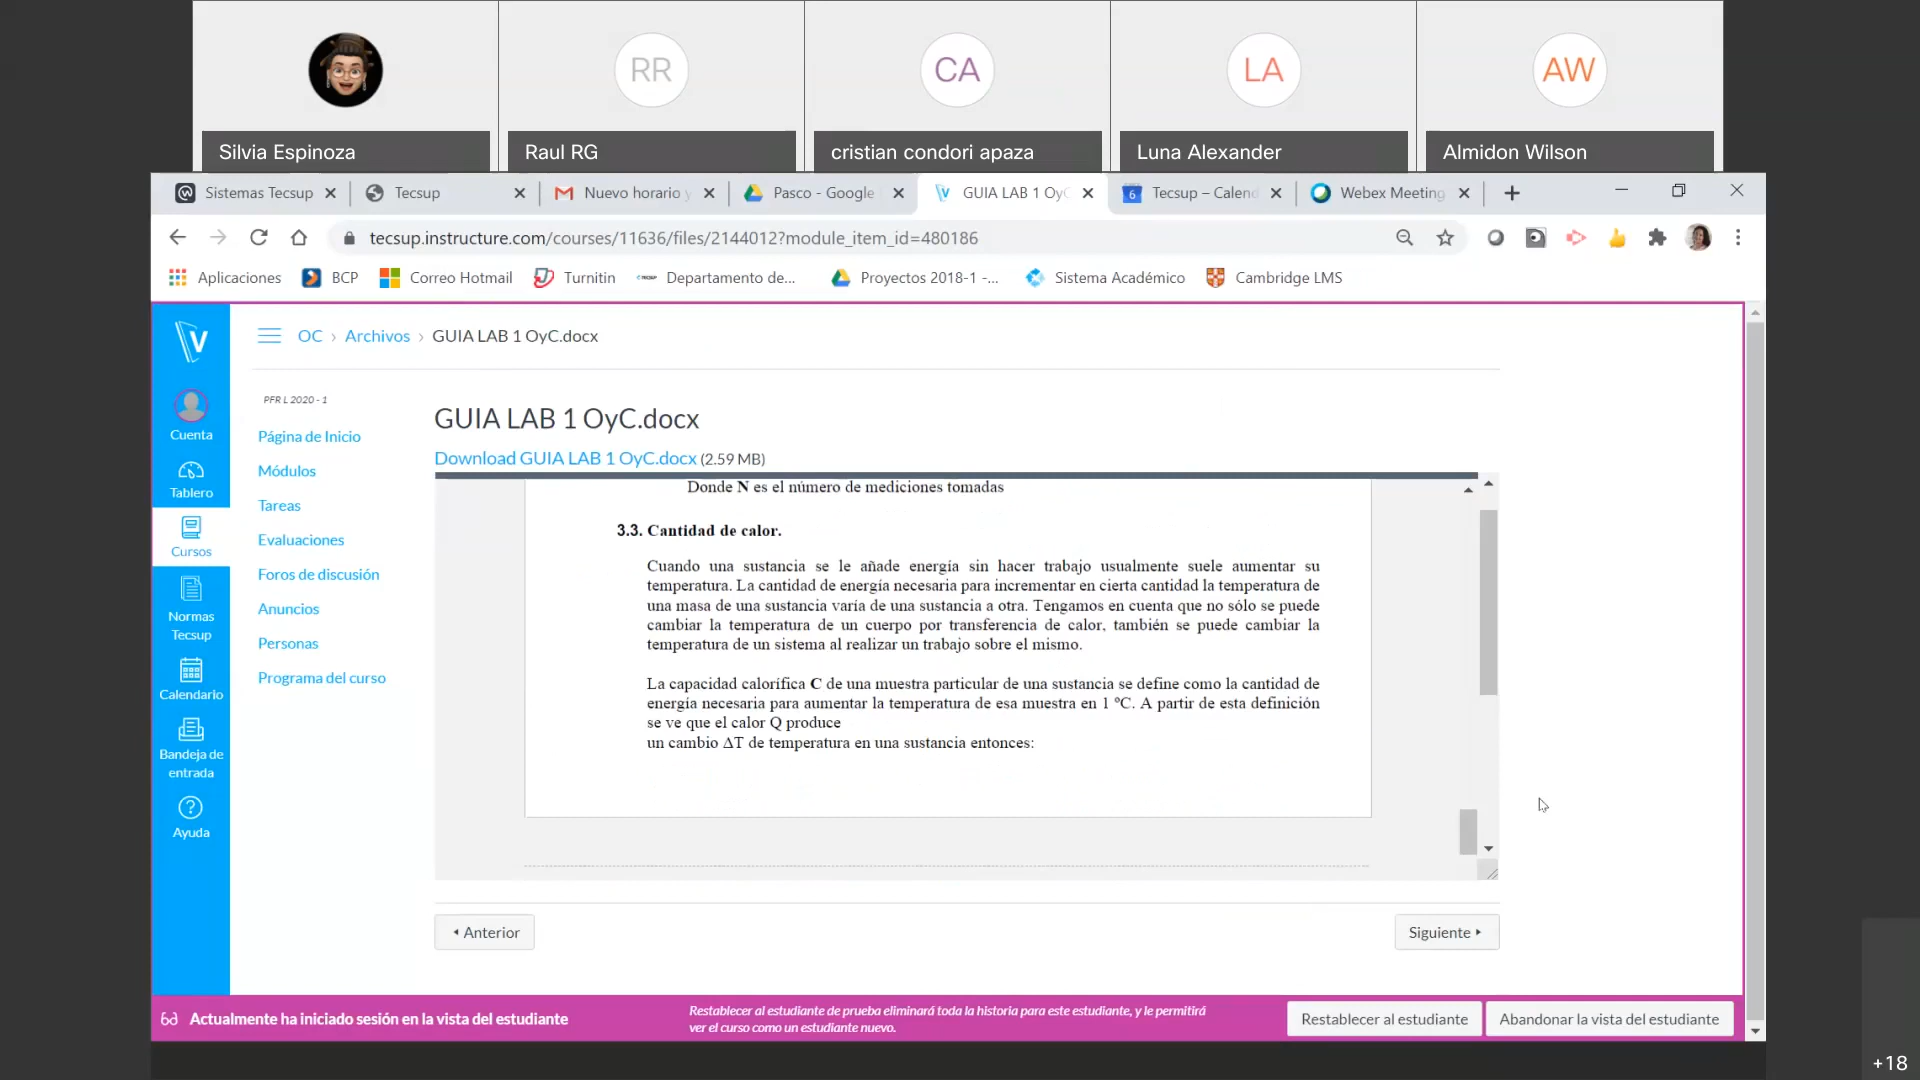 RR
CA
LA
AW
Silvia Espinoza
Raul RG
cristian condori apaza
Luna Alexander
Almidon Wilson
Sistemas Tecsup
Tecsup
Nuevo horario y
Pasco - Google
GUIA LAB 1 OyC
6
Tecsup – Calend
Webex Meeting
tecsup.instructure.com/courses/11636/files/2144012?module_item_id=480186
Aplicaciones
BCP
Correo Hotmail
Turnitin
Departamento de...
Proyectos 2018-1 -...
Sistema Académico
Cambridge LMS
V
OC › Archivos › GUIA LAB 1 OyC.docx
Cuenta
Tablero
Cursos
Normas
Tecsup
Calendario
Bandeja de
entrada
Ayuda
PFR L 2020 - 1
Página de Inicio
Módulos
Tareas
Evaluaciones
Foros de discusión
Anuncios
Personas
Programa del curso
GUIA LAB 1 OyC.docx
Download GUIA LAB 1 OyC.docx (2.59 MB)
Donde N es el número de mediciones tomadas
3.3. Cantidad de calor.
Cuando una sustancia se le añade energía sin hacer trabajo usualmente suele aumentar su
temperatura. La cantidad de energía necesaria para incrementar en cierta cantidad la temperatura de
una masa de una sustancia varía de una sustancia a otra. Tengamos en cuenta que no sólo se puede
cambiar la temperatura de un cuerpo por transferencia de calor, también se puede cambiar la
temperatura de un sistema al realizar un trabajo sobre el mismo.
La capacidad calorífica C de una muestra particular de una sustancia se define como la cantidad de
energía necesaria para aumentar la temperatura de esa muestra en 1 ºC. A partir de esta definición
se ve que el calor Q produce
un cambio ΔT de temperatura en una sustancia entonces:
Anterior
Siguiente
Actualmente ha iniciado sesión en la vista del estudiante
Restablecer al estudiante de prueba eliminará toda la historia para este estudiante, y le permitirá
ver el curso como un estudiante nuevo.
Restablecer al estudiante
Abandonar la vista del estudiante
+18